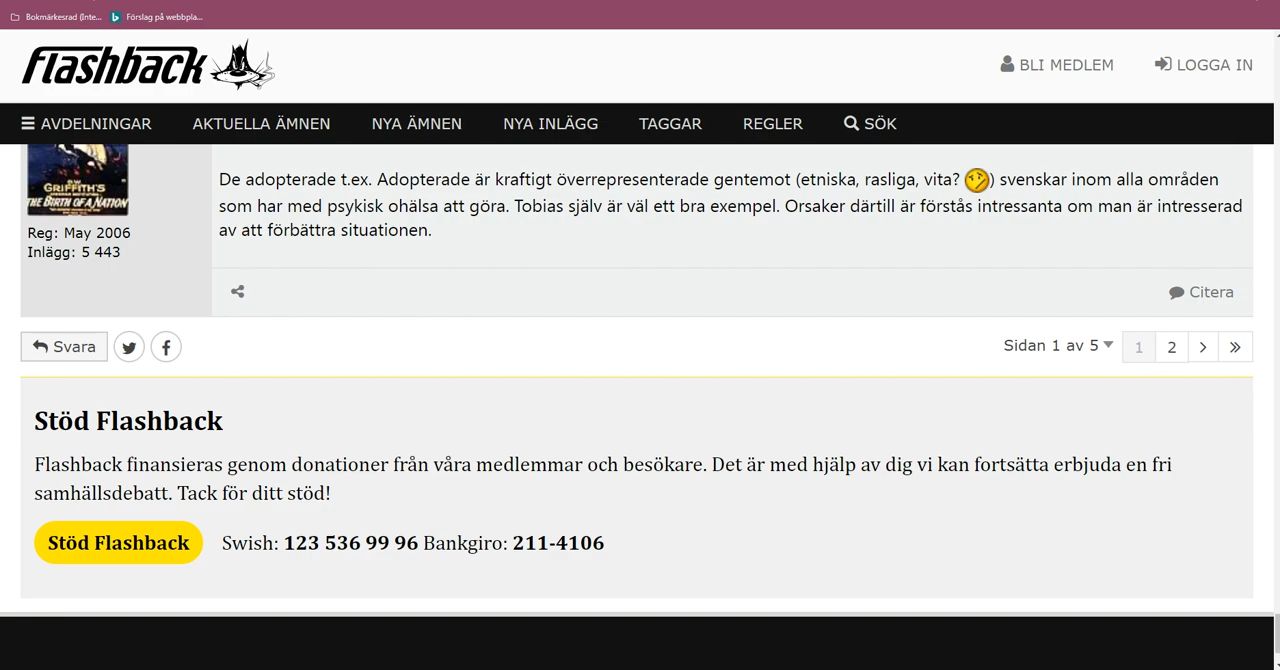 Bokmärkesrad (Inte... Förslag på webbpla...
flashback
BLI MEDLEM LOGGA IN
AVDELNINGAR AKTUELLA ÄMNEN NYA ÄMNEN NYA INLÄGG TAGGAR REGLER SÖK
D.W.
GRIFFITH'S
THE BIRTH OF A NATION
Reg: May 2006
Inlägg: 5 443
De adopterade t.ex. Adopterade är kraftigt överrepresenterade gentemot (etniska, rasliga, vita? ) svenskar inom alla områden
som har med psykisk ohälsa att göra. Tobias själv är väl ett bra exempel. Orsaker därtill är förstås intressanta om man är intresserad
av att förbättra situationen.
Citera
Svara
Sidan 1 av 5 1 2
Stöd Flashback
Flashback finansieras genom donationer från våra medlemmar och besökare. Det är med hjälp av dig vi kan fortsätta erbjuda en fri
samhällsdebatt. Tack för ditt stöd!
Stöd Flashback Swish: 123 536 99 96 Bankgiro: 211-4106